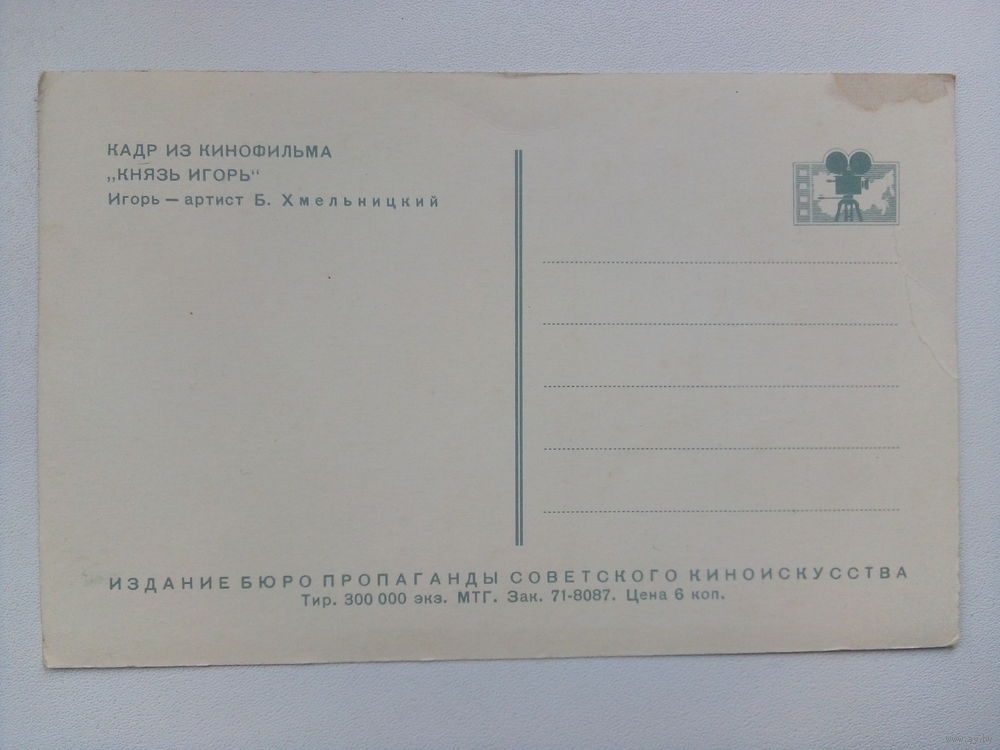 КАДР ИЗ КИНОФИЛЬМА
„КНЯЗЬ ИГОРЬ“
Игорь — артист Б. Хмельницкий
ИЗДАНИЕ БЮРО ПРОПАГАНДЫ СОВЕТСКОГО КИНОИСКУССТВА
Тир. 300 000 экз. МТГ. Зак. 71-8087. Цена 6 коп.